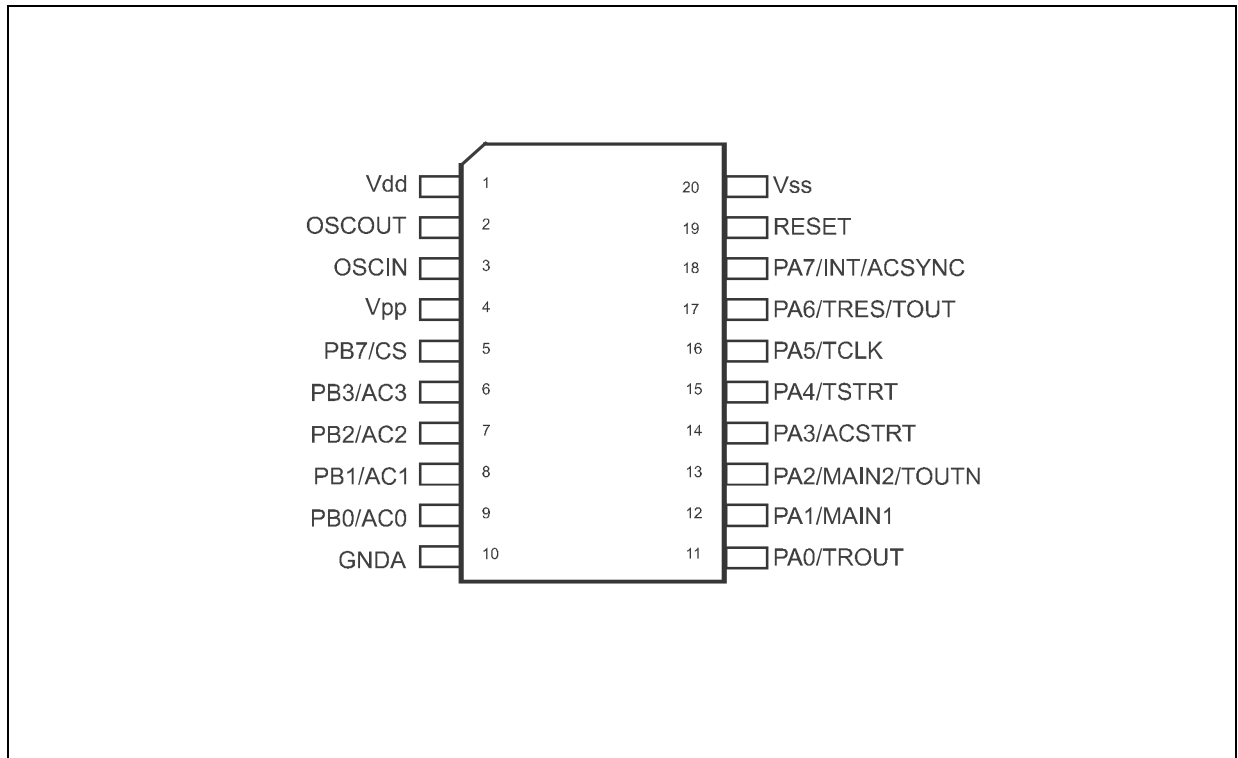 Vdd 1 20 Vss
OSCOUT 2 19 RESET
OSCIN 3 18 PA7/INT/ACSYNC
Vpp 4 17 PA6/TRES/TOUT
PB7/CS 5 16 PA5/TCLK
PB3/AC3 6 15 PA4/TSTRT
PB2/AC2 7 14 PA3/ACSTRT
PB1/AC1 8 13 PA2/MAIN2/TOUTN
PB0/AC0 9 12 PA1/MAIN1
GNDA 10 11 PA0/TROUT